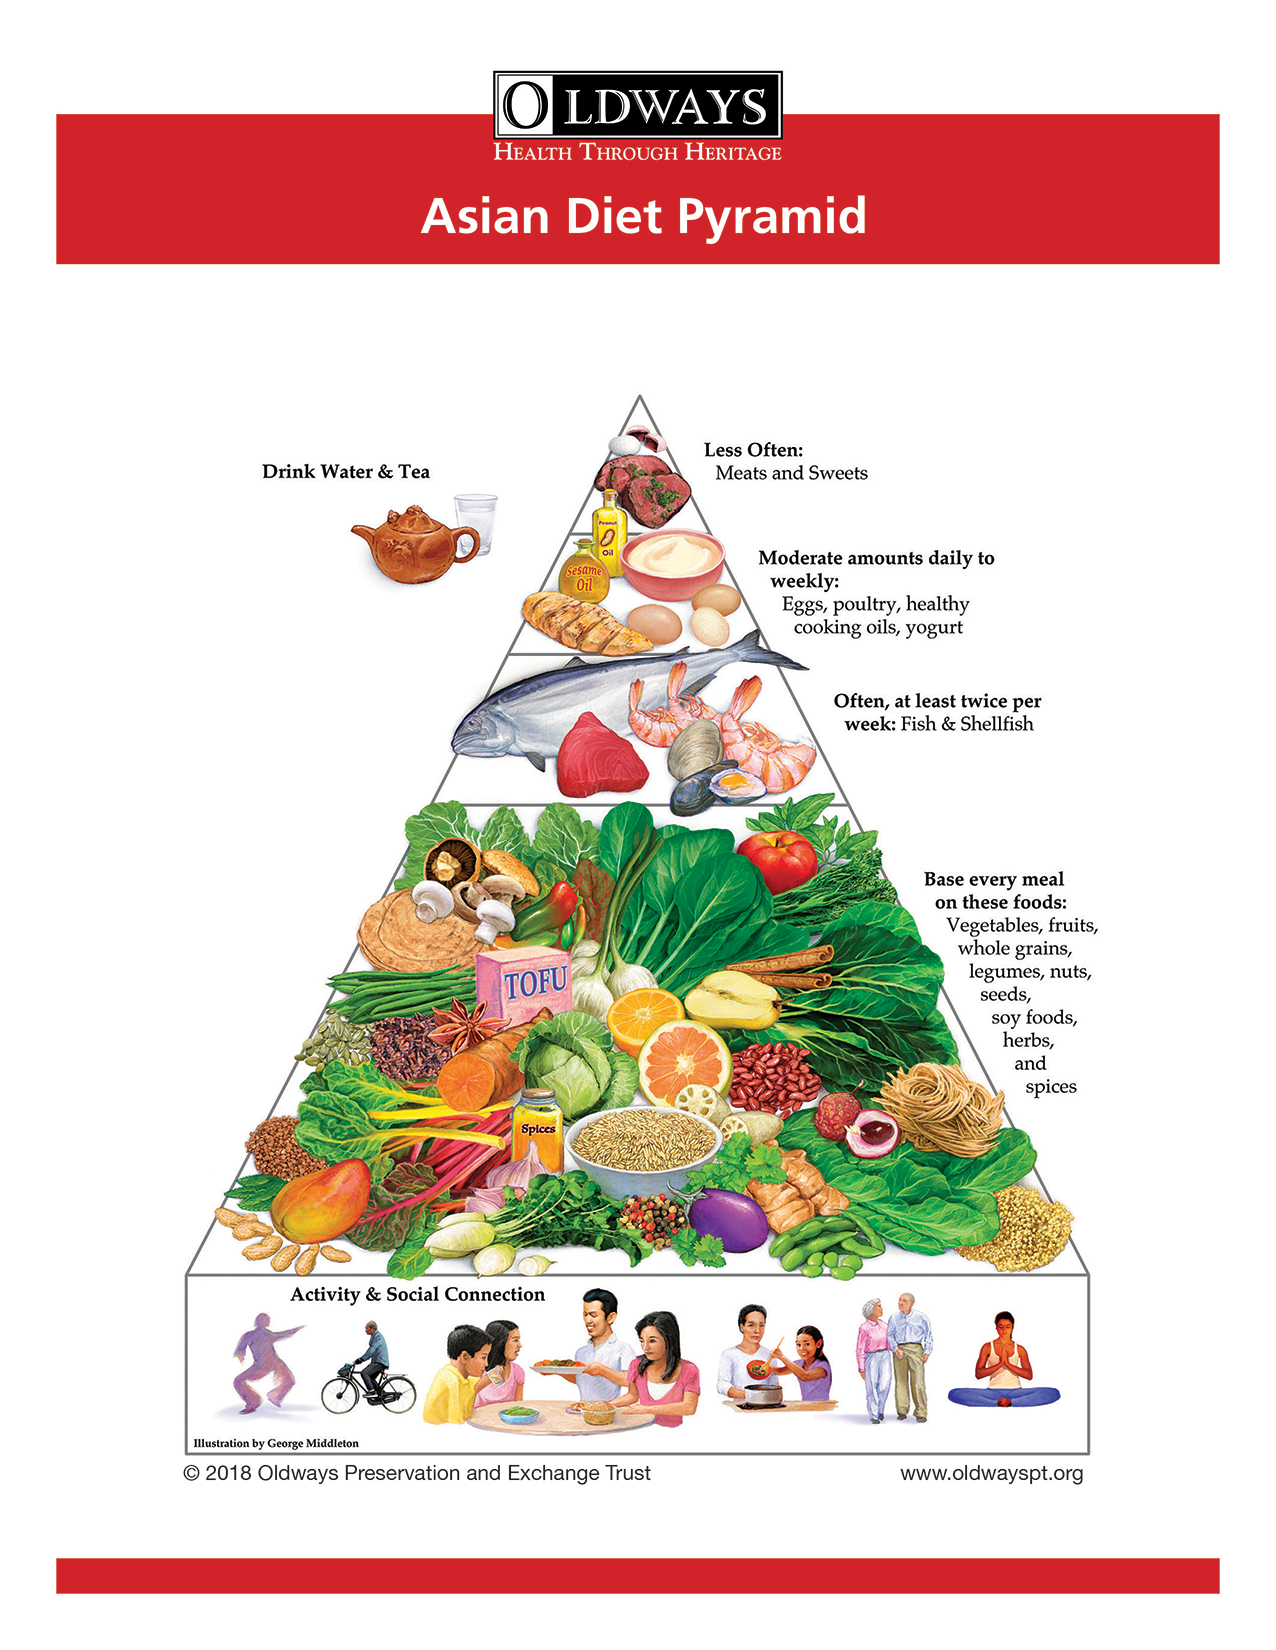 OLDWAYS
HEALTH THROUGH HERITAGE
Asian Diet Pyramid
Drink Water & Tea
Less Often:
Meats and Sweets
Peanut
Oil
Sesame
Oil
Moderate amounts daily to
weekly:
Eggs, poultry, healthy
cooking oils, yogurt
Often, at least twice per
week: Fish & Shellfish
Base every meal
on these foods:
Vegetables, fruits,
whole grains,
legumes, nuts,
seeds,
soy foods,
herbs,
and
spices
TOFU
Spices
Activity & Social Connection
Illustration by George Middleton
© 2018 Oldways Preservation and Exchange Trust
www.oldwayspt.org